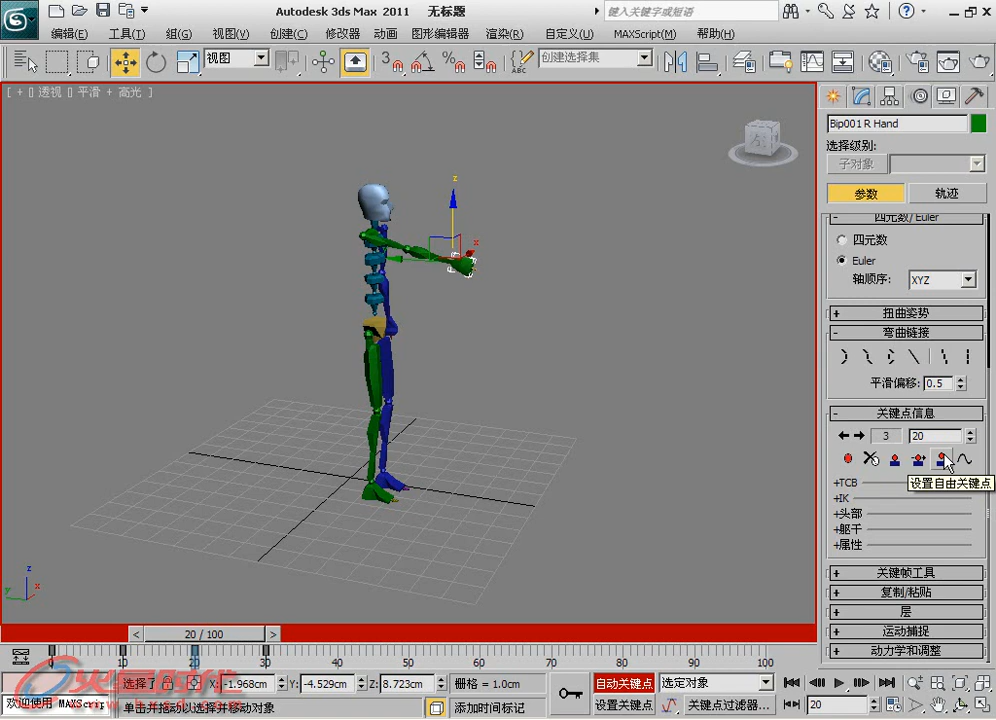 Autodesk 3ds Max 2011 无标题
键入关键字或短语
编辑(E) 工具(T) 组(G) 视图(V) 创建(C) 修改器 动画 图形编辑器 渲染(R) 自定义(U) MAXScript(M) 帮助(H)
视图
3
创建选择集
[ + [] 透视 [] 平滑 + 高光 ]
Bip001 R Hand
选择级别:
子对象
参数 轨迹
四元数/Euler
四元数
Euler
轴顺序: XYZ
扭曲姿势
弯曲链接
平滑偏移: 0.5
关键点信息
3 20
设置自由关键点
+TCB
+IK
+头部
+躯干
+属性
关键帧工具
复制/粘贴
层
运动捕捉
动力学和调整
z
x
z
x
y
< 20 / 100 >
0 10 20 30 40 50 60 70 80 90 100
选择了 X: -1.968cm Y: -4.529cm Z: 8.723cm 栅格 = 1.0cm 自动关键点 选定对象
欢迎使用 MAXScrip 单击并拖动以选择并移动对象 添加时间标记 设置关键点 关键点过滤器... 20
火星时代
www.hxsd.com